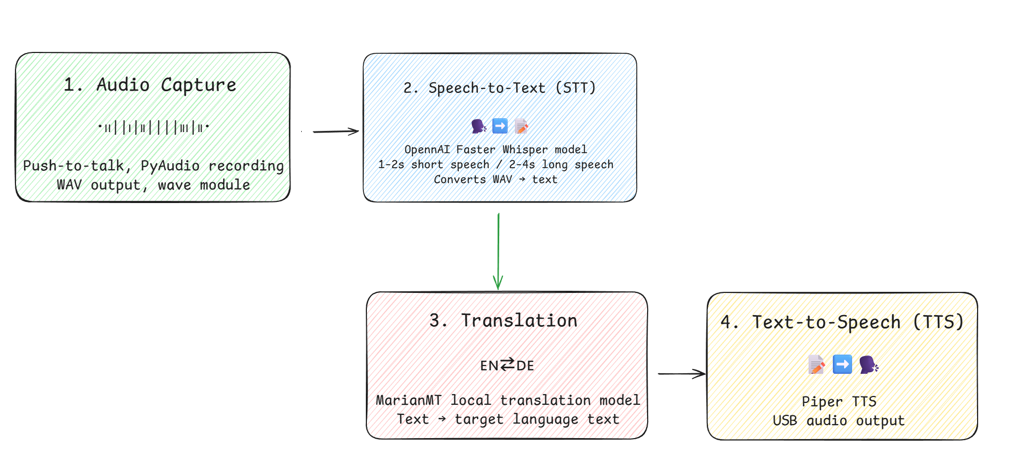 1. Audio Capture
Push-to-talk, PyAudio recording
WAV output, wave module
2. Speech-to-Text (STT)
OpennAI Faster Whisper model
1-2s short speech / 2-4s long speech
Converts WAV → text
3. Translation
EN⇄DE
MarianMT local translation model
Text → target language text
4. Text-to-Speech (TTS)
Piper TTS
USB audio output